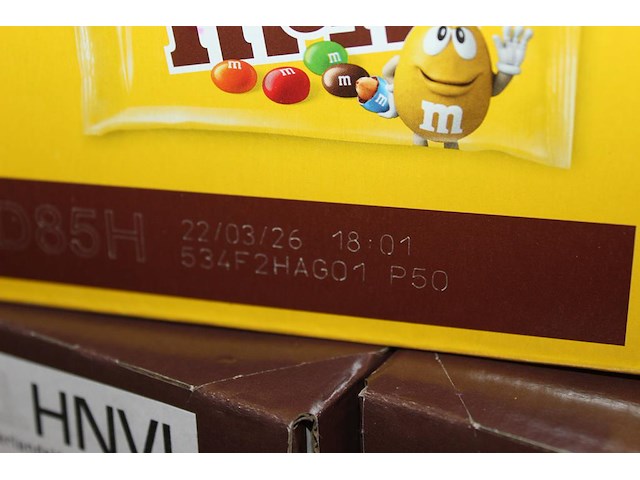 m m m m m m
m
D85H
22/03/26 18:01
534F2HAG01 P50
HNVL